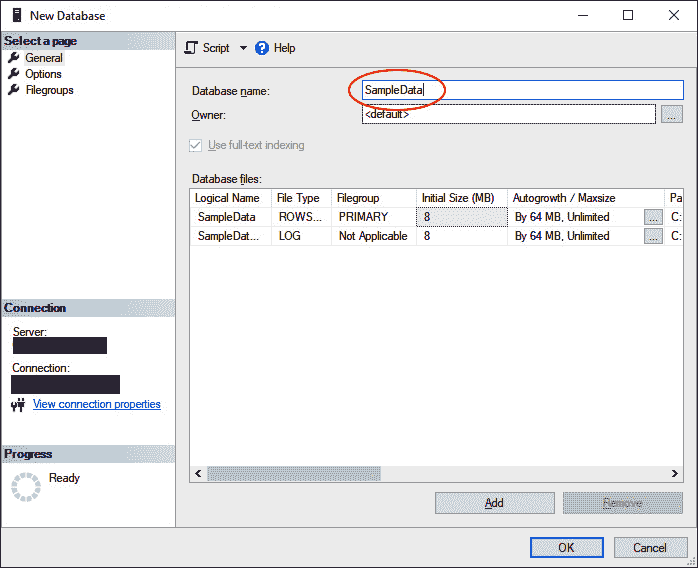 New Database
Select a page
General
Options
Filegroups
Script
Help
Database name:
SampleData
Owner:
<default>
...
Use full-text indexing
Database files:
Logical Name File Type Filegroup Initial Size (MB) Autogrowth / Maxsize Pa
SampleData ROWS... PRIMARY 8 By 64 MB, Unlimited ... C:
SampleDat... LOG Not Applicable 8 By 64 MB, Unlimited ... C:
Connection
Server:
Connection:
View connection properties
Progress
Ready
Add
Remove
OK
Cancel